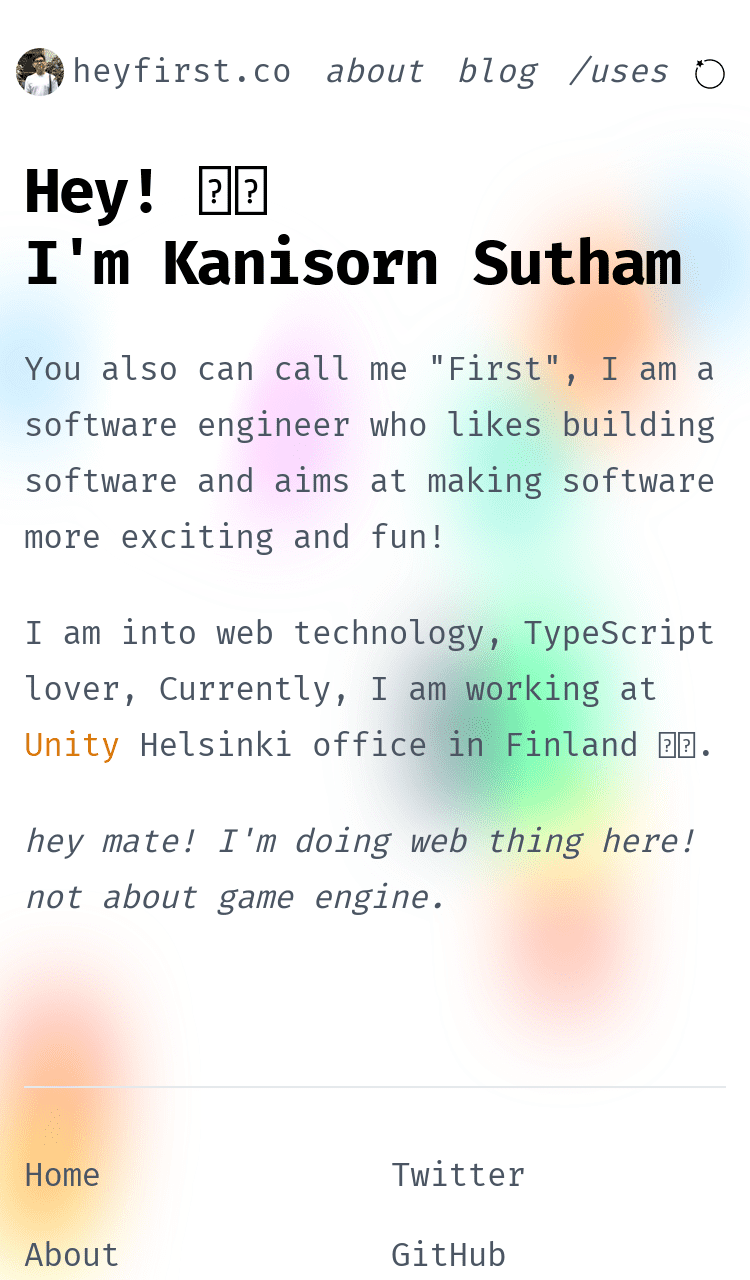 heyfirst.co about blog /uses
Hey!
I'm Kanisorn Sutham
You also can call me "First", I am a
software engineer who likes building
software and aims at making software
more exciting and fun!
I am into web technology, TypeScript
lover, Currently, I am working at
Unity Helsinki office in Finland .
hey mate! I'm doing web thing here!
not about game engine.
Home
Twitter
About
GitHub